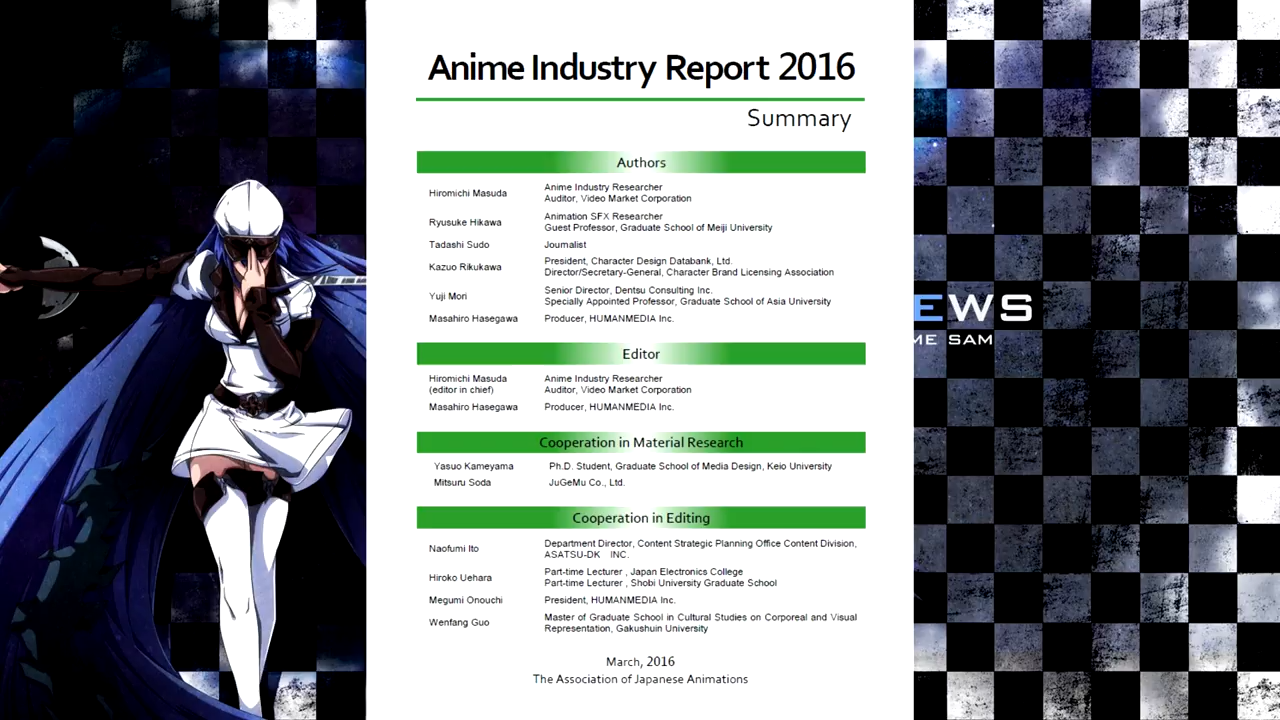 Anime Industry Report 2016
Summary
Authors
Hiromichi Masuda
Anime Industry Researcher
Auditor, Video Market Corporation
Ryusuke Hikawa
Animation SFX Researcher
Guest Professor, Graduate School of Meiji University
Tadashi Sudo
Journalist
Kazuo Rikukawa
President, Character Design Databank, Ltd.
Director/Secretary-General, Character Brand Licensing Association
Yuji Mori
Senior Director, Dentsu Consulting Inc.
Specially Appointed Professor, Graduate School of Asia University
Masahiro Hasegawa
Producer, HUMANMEDIA Inc.
Editor
Hiromichi Masuda
(editor in chief)
Anime Industry Researcher
Auditor, Video Market Corporation
Masahiro Hasegawa
Producer, HUMANMEDIA Inc.
Cooperation in Material Research
Yasuo Kameyama
Ph.D. Student, Graduate School of Media Design, Keio University
Mitsuru Soda
JuGeMu Co., Ltd.
Cooperation in Editing
Naofumi Ito
Department Director, Content Strategic Planning Office Content Division,
ASATSU-DK INC.
Hiroko Uehara
Part-time Lecturer , Japan Electronics College
Part-time Lecturer , Shobi University Graduate School
Megumi Onouchi
President, HUMANMEDIA Inc.
Wenfang Guo
Master of Graduate School in Cultural Studies on Corporeal and Visual
Representation, Gakushuin University
March, 2016
The Association of Japanese Animations
EWS
ME SAM